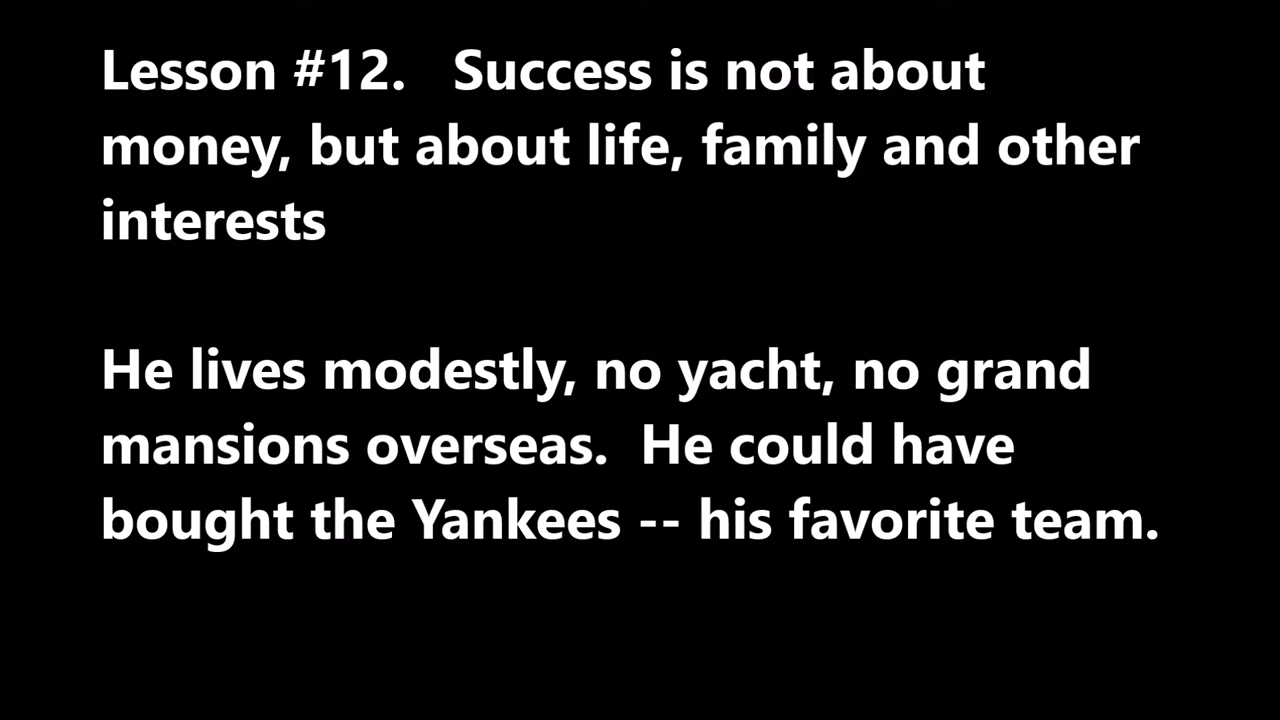 Lesson #12.   Success is not about
money, but about life, family and other
interests
He lives modestly, no yacht, no grand
mansions overseas.  He could have
bought the Yankees -- his favorite team.